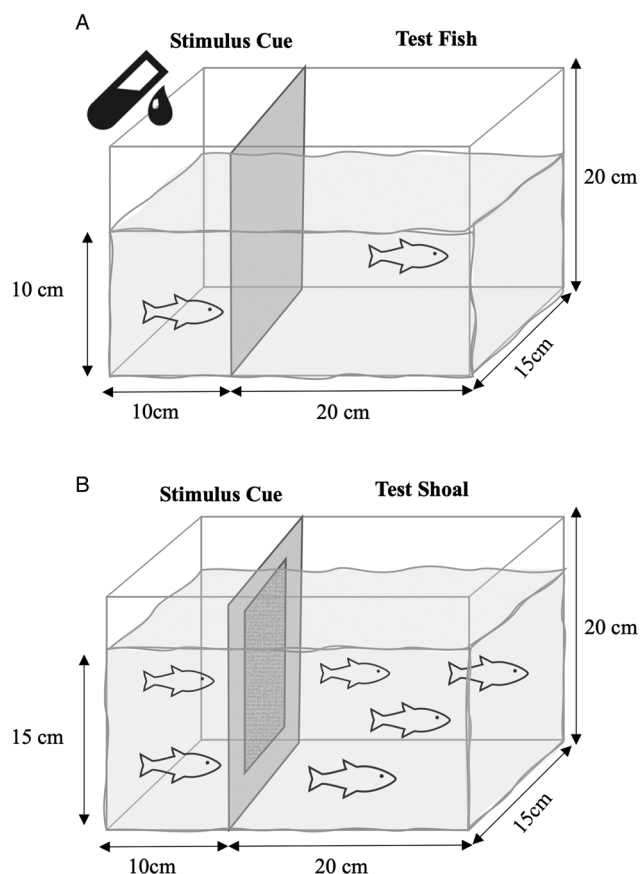 A
Stimulus Cue
Test Fish
20 cm
10 cm
15cm
10cm
20 cm
B
Stimulus Cue
Test Shoal
20 cm
15 cm
15cm
10cm
20 cm